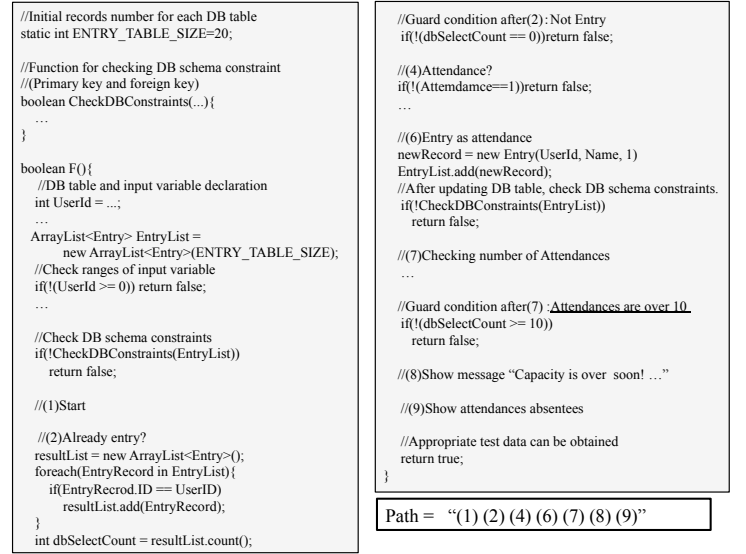 //Initial records number for each DB table
static int ENTRY_TABLE_SIZE=20;
//Function for checking DB schema constraint
//(Primary key and foreign key)
boolean CheckDBConstraints(...){
…
}
boolean F(){
//DB table and input variable declaration
int UserId = ...;
…
ArrayList<Entry> EntryList =
new ArrayList<Entry>(ENTRY_TABLE_SIZE);
//Check ranges of input variable
if(!(UserId >= 0)) return false;
…
//Check DB schema constraints
if(!CheckDBConstraints(EntryList))
return false;
//(1)Start
//(2)Already entry?
resultList = new ArrayList<Entry>();
foreach(EntryRecord in EntryList){
if(EntryRecrod.ID == UserID)
resultList.add(EntryRecord);
}
int dbSelectCount = resultList.count();
//Guard condition after(2): Not Entry
if(!(dbSelectCount == 0))return false;
//(4)Attendance?
if(!(Attemdamce==1))return false;
…
//(6)Entry as attendance
newRecord = new Entry(UserId, Name, 1)
EntryList.add(newRecord);
//After updating DB table, check DB schema constraints.
if(!CheckDBConstraints(EntryList))
return false;
//(7)Checking number of Attendances
…
//Guard condition after(7) :Attendances are over 10
if(!(dbSelectCount >= 10))
return false;
//(8)Show message “Capacity is over soon! …”
//(9)Show attendances absentees
//Appropriate test data can be obtained
return true;
}
Path = “(1) (2) (4) (6) (7) (8) (9)”